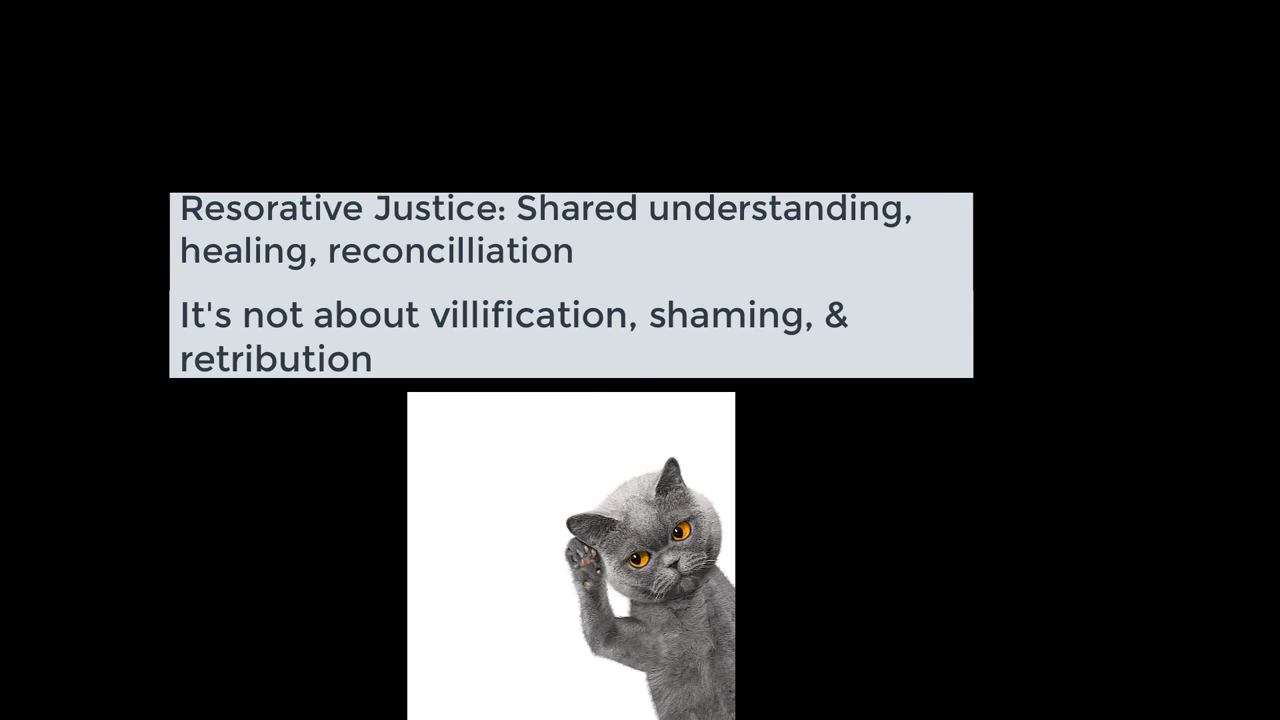 Resorative Justice: Shared understanding,
healing, reconcilliation
It's not about villification, shaming, &
retribution